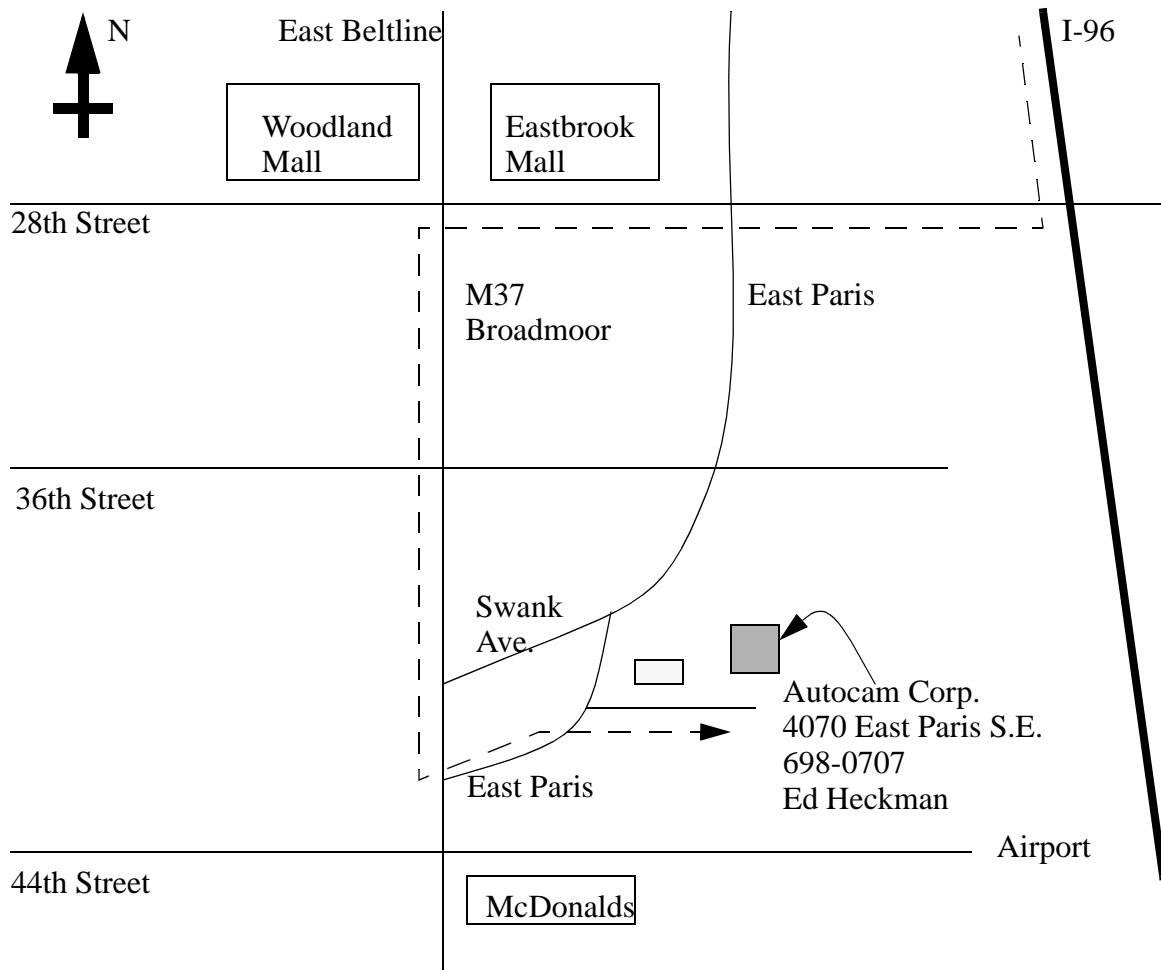 N
East Beltline
I-96
Woodland
Mall
Eastbrook
Mall
28th Street
M37
Broadmoor
East Paris
36th Street
Swank
Ave.
Autocam Corp.
4070 East Paris S.E.
698-0707
Ed Heckman
East Paris
Airport
44th Street
McDonalds